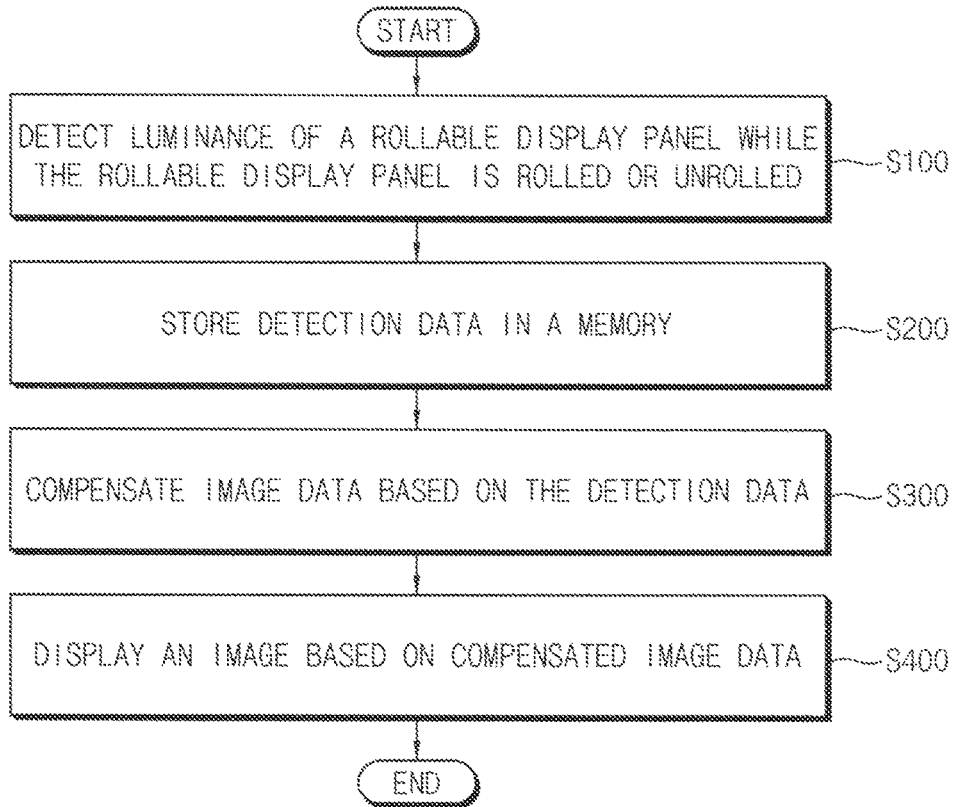 START
DETECT LUMINANCE OF A ROLLABLE DISPLAY PANEL WHILE
THE ROLLABLE DISPLAY PANEL IS ROLLED OR UNROLLED
S100
STORE DETECTION DATA IN A MEMORY
S200
COMPENSATE IMAGE DATA BASED ON THE DETECTION DATA
S300
DISPLAY AN IMAGE BASED ON COMPENSATED IMAGE DATA
S400
END